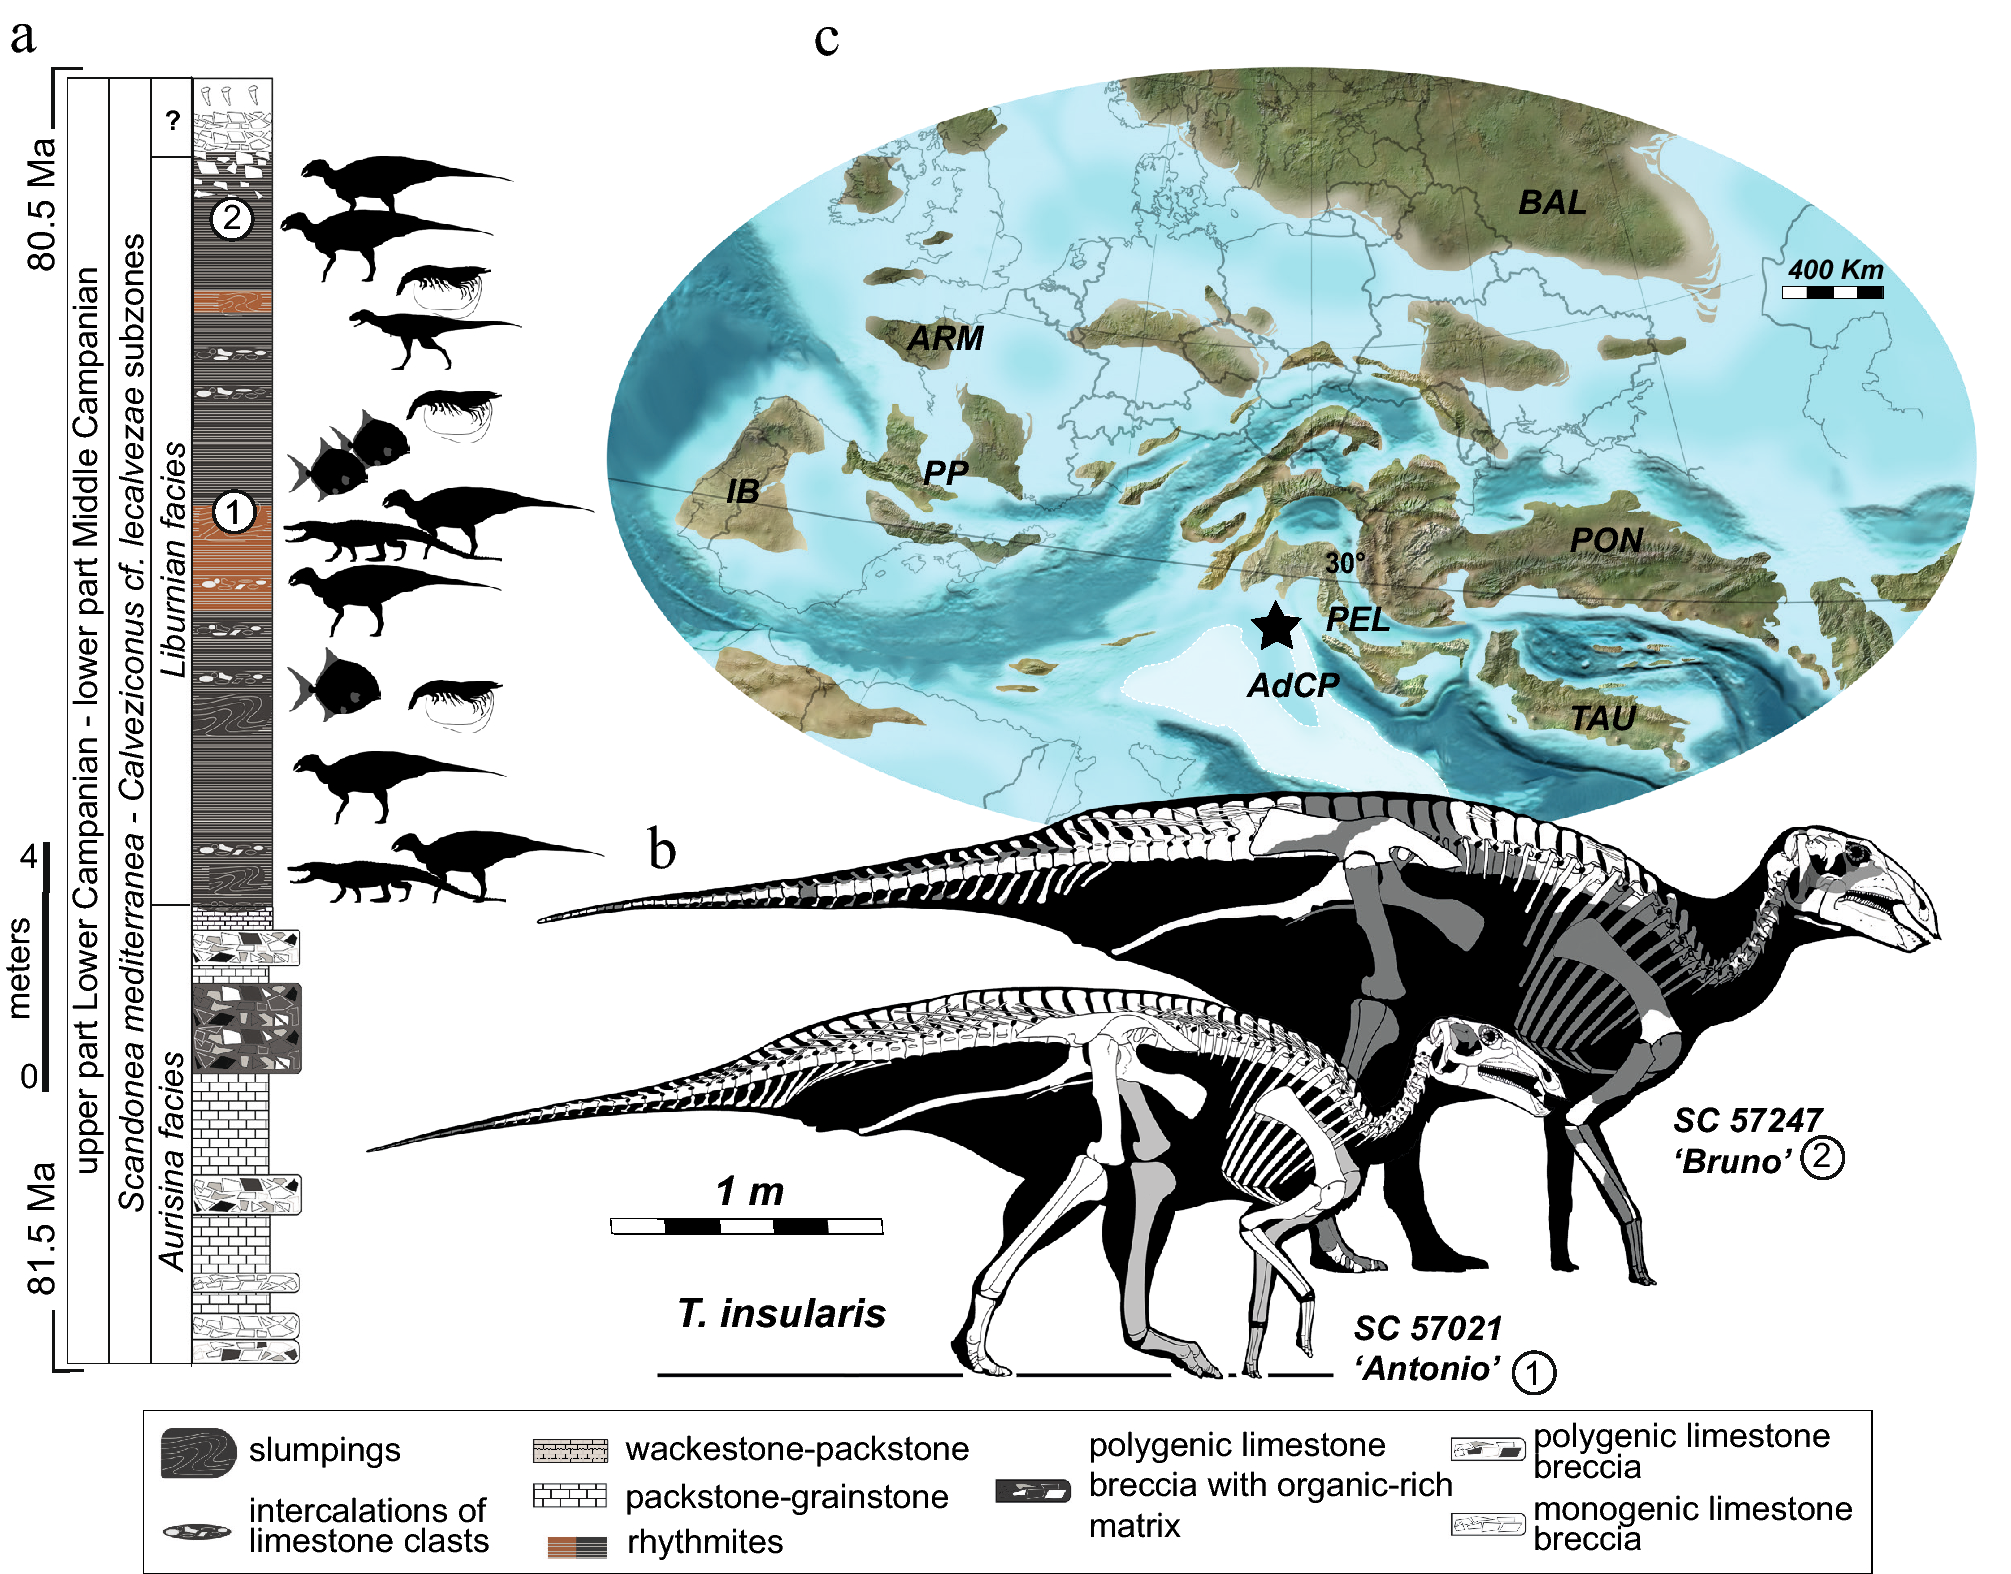 a
80.5 Ma
4
meters
0
81.5 Ma
upper part Lower Campanian - lower part Middle Campanian
Scandonea mediterranea - Calveziconus cf. lecalvezae subzones
?
Liburnian facies
Aurisina facies
2
1
c
BAL
400 Km
ARM
IB
PP
PON
30°
PEL
AdCP
TAU
b
SC 57247
‘Bruno’ 2
1 m
T. insularis
SC 57021
‘Antonio’ 1
slumpings
intercalations of
limestone clasts
wackestone-packstone
packstone-grainstone
rhythmites
polygenic limestone
breccia with organic-rich
matrix
polygenic limestone
breccia
monogenic limestone
breccia